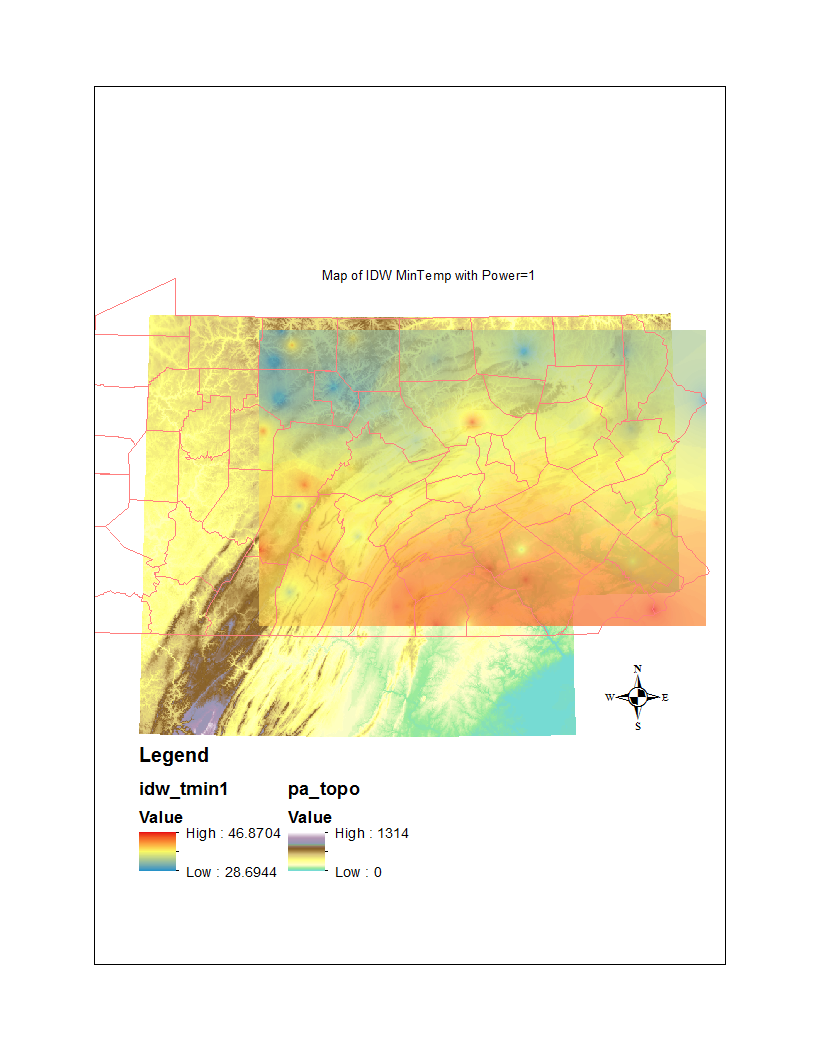 Map of IDW MinTemp with Power=1
N
W E
S
Legend
idw_tmin1 pa_topo
Value Value
High : 46.8704 High : 1314
Low : 28.6944 Low : 0